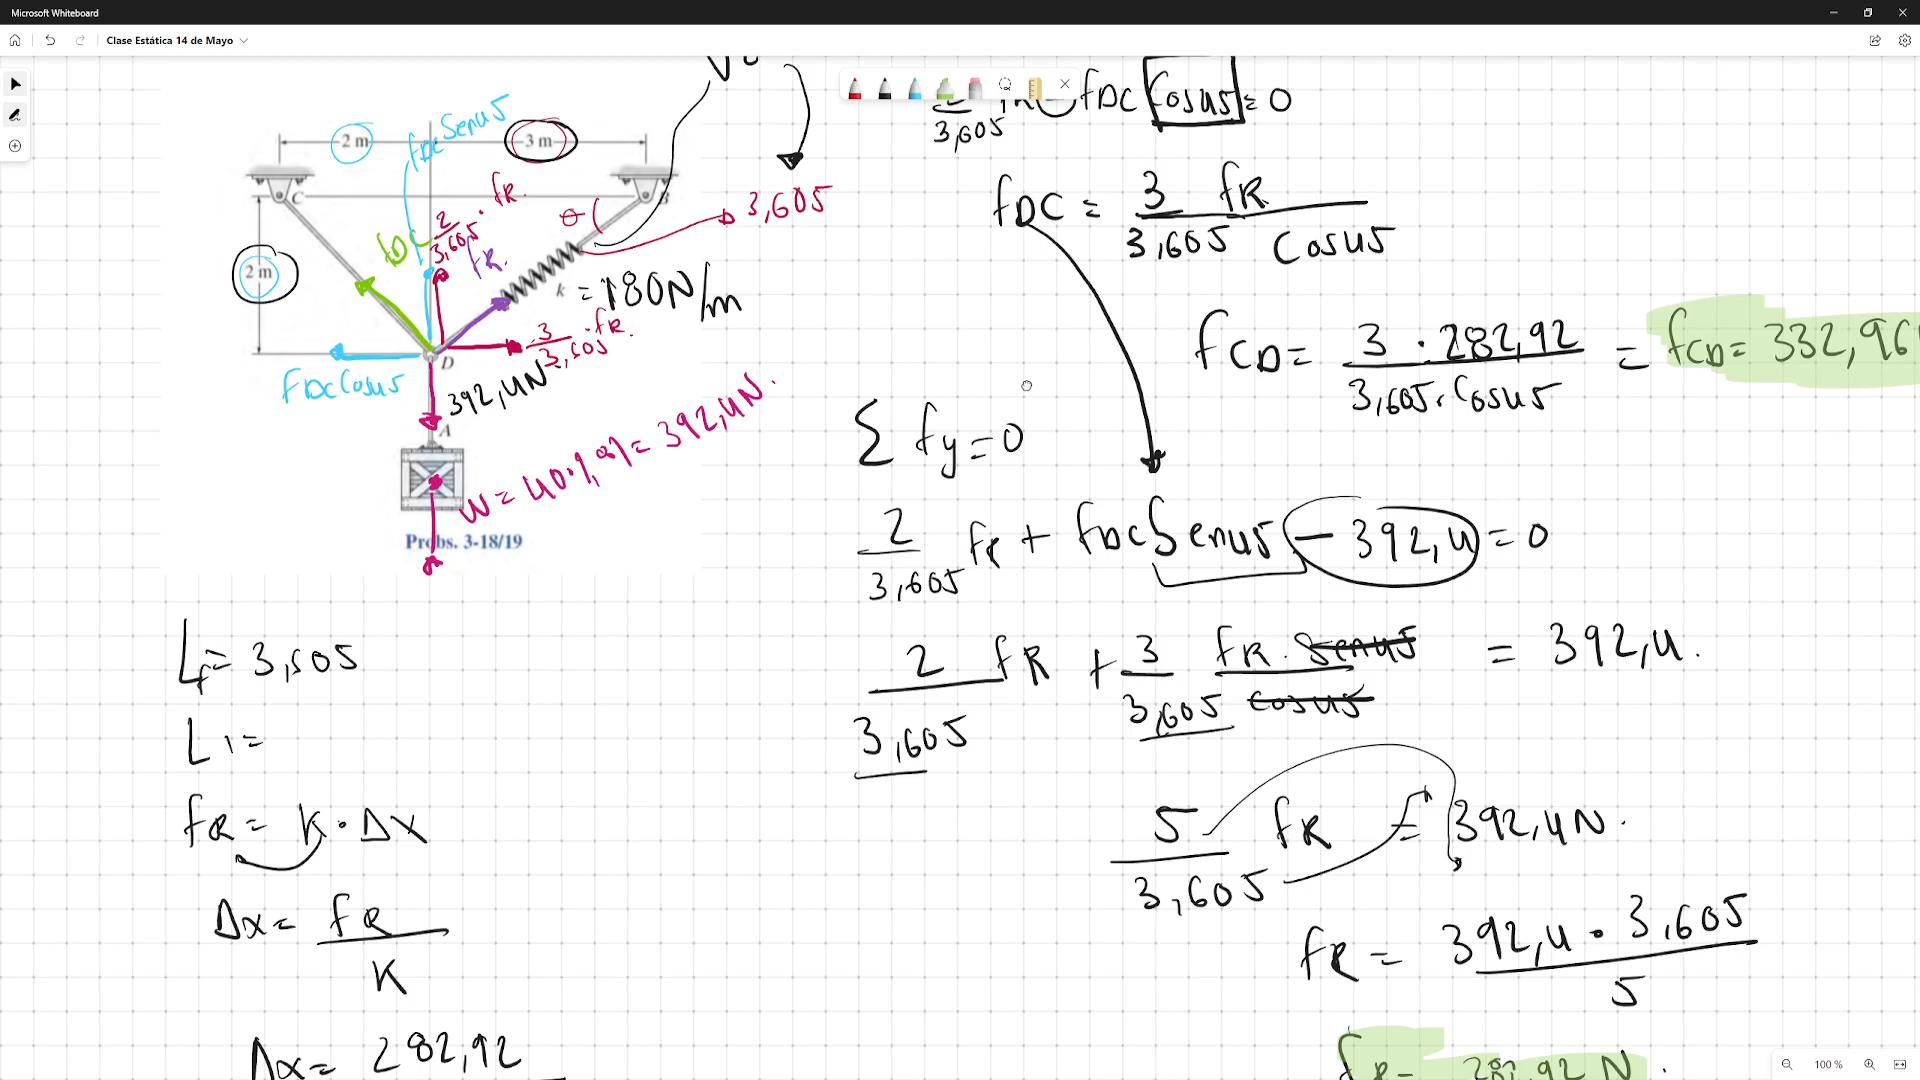 Microsoft Whiteboard
Clase Estática 14 de Mayo
2 m
3 m
fDC Sen45
C
B
θ
3,605
2/3,605 · fR
fDC
fR.
2 m
k = 180N/m
3/3,605 · fR.
D
FDC Cos45
392,4N
A
W = 40·9,81 = 392,4N.
Probs. 3-18/19
Lf = 3,605
L1 =
fR = K · Δx
Δx = fR/K
Δx = 282,92
3,605 fDC Cos45 = 0
fDC = 3 fR / 3,605 Cos45
fCD = 3 · 282,92 / 3,605 · Cos45 = fCD = 332,96
Σ fy = 0
2/3,605 fR + fDC Sen45 - 392,4 = 0
2/3,605 fR + 3/3,605 fR · Sen45/Cos45 = 392,4.
5/3,605 fR = 392,4N.
fR = 392,4 · 3,605 / 5
fR = 282,92 N.
100 %